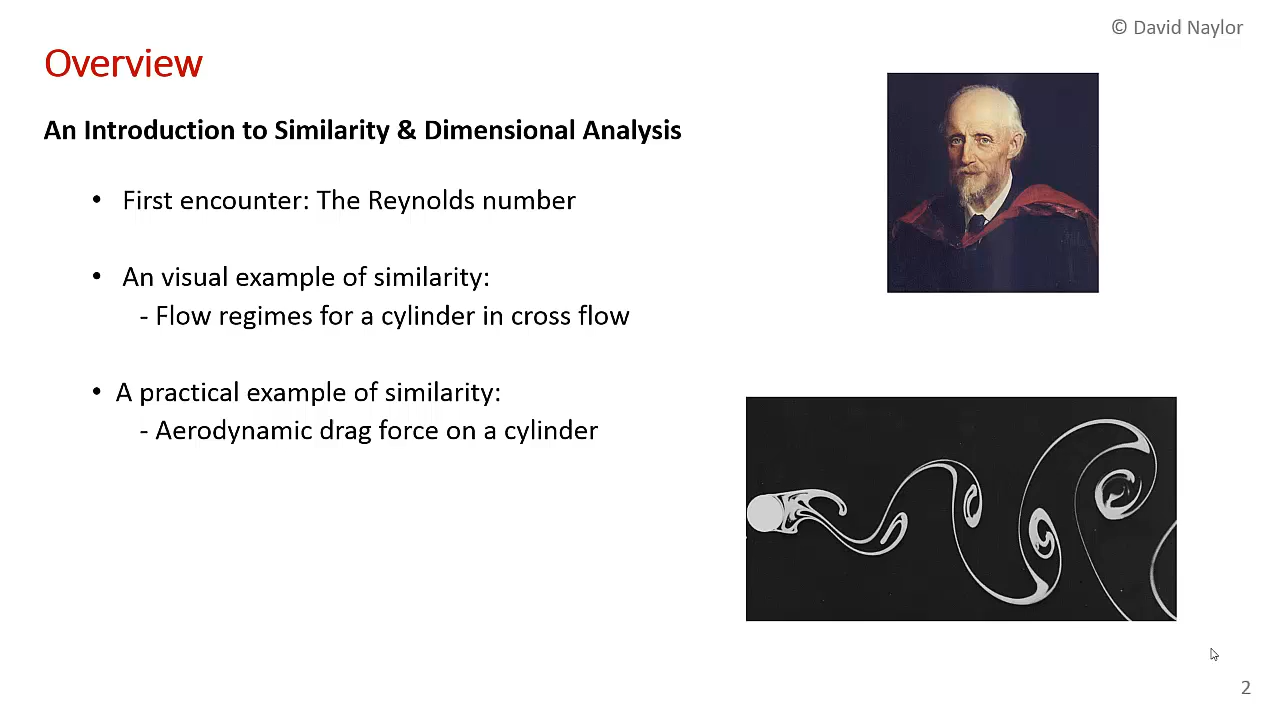 © David Naylor
Overview
An Introduction to Similarity & Dimensional Analysis
• First encounter: The Reynolds number
• An visual example of similarity:
- Flow regimes for a cylinder in cross flow
• A practical example of similarity:
- Aerodynamic drag force on a cylinder
2